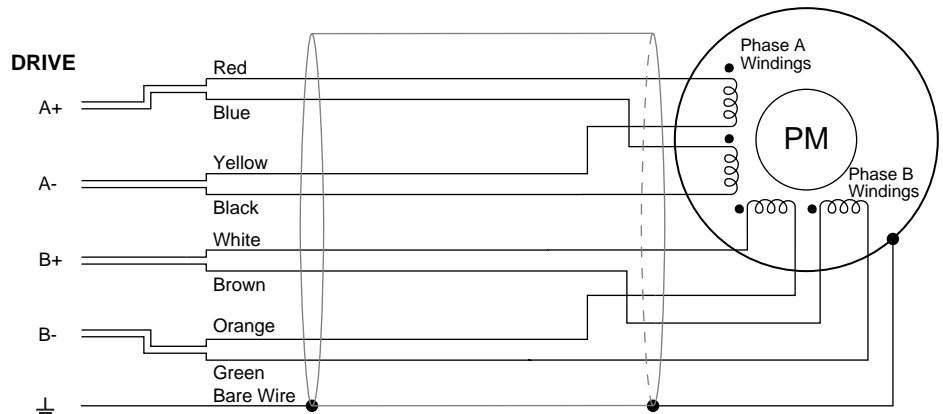 DRIVE
Red
A+
Blue
Yellow
A-
Black
White
B+
Brown
Orange
B-
Green
Bare Wire
Phase A
Windings
PM
Phase B
Windings